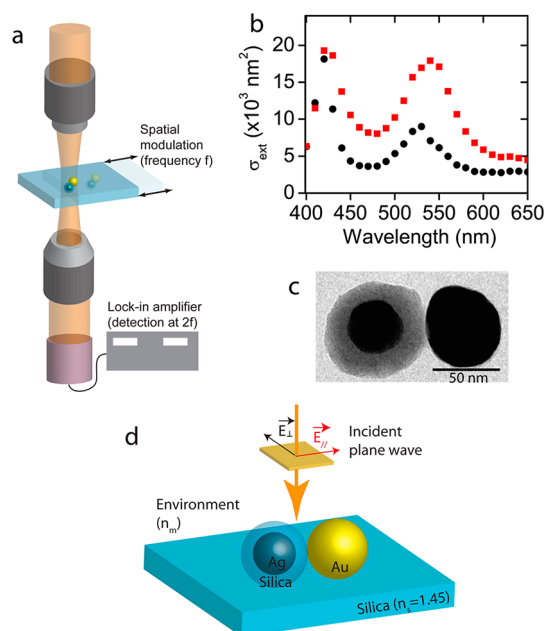 a
Spatial
modulation
(frequency f)
Lock-in amplifier
(detection at 2f)
b
σext (x10³ nm²)
20
15
10
5
0
400 450 500 550 600 650
Wavelength (nm)
c
50 nm
d
E⊥
E//
Incident
plane wave
Environment
(nm)
Ag
Silica
Au
Silica (ns=1.45)